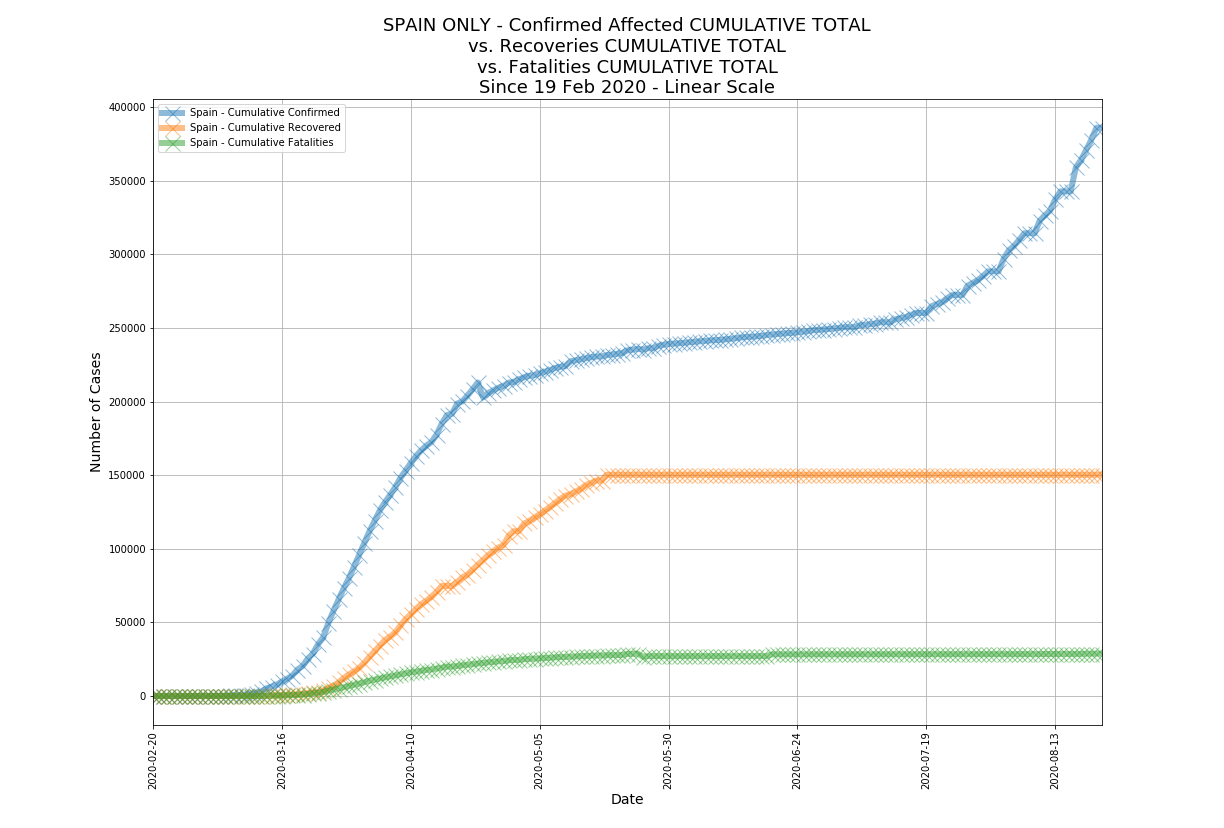 SPAIN ONLY - Confirmed Affected CUMULATIVE TOTAL
vs. Recoveries CUMULATIVE TOTAL
vs. Fatalities CUMULATIVE TOTAL
Since 19 Feb 2020 - Linear Scale
Spain - Cumulative Confirmed
Spain - Cumulative Recovered
Spain - Cumulative Fatalities
Number of Cases
400000
350000
300000
250000
200000
150000
100000
50000
0
2020-02-20
2020-03-16
2020-04-10
2020-05-05
2020-05-30
2020-06-24
2020-07-19
2020-08-13
Date